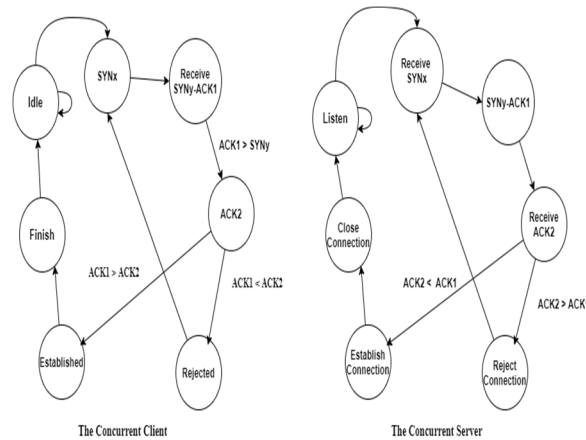 SYNx
Receive
SYNy-ACK1
Idle
ACK1 > SYNy
ACK2
Finish
ACK1 > ACK2
ACK1 < ACK2
Established
Rejected
The Concurrent Client
Receive
SYNx
SYNy-ACK1
Listen
Receive
ACK2
Close
Connection
ACK2 < ACK1
ACK2 > ACK
Establish
Connection
Reject
Connection
The Concurrent Server